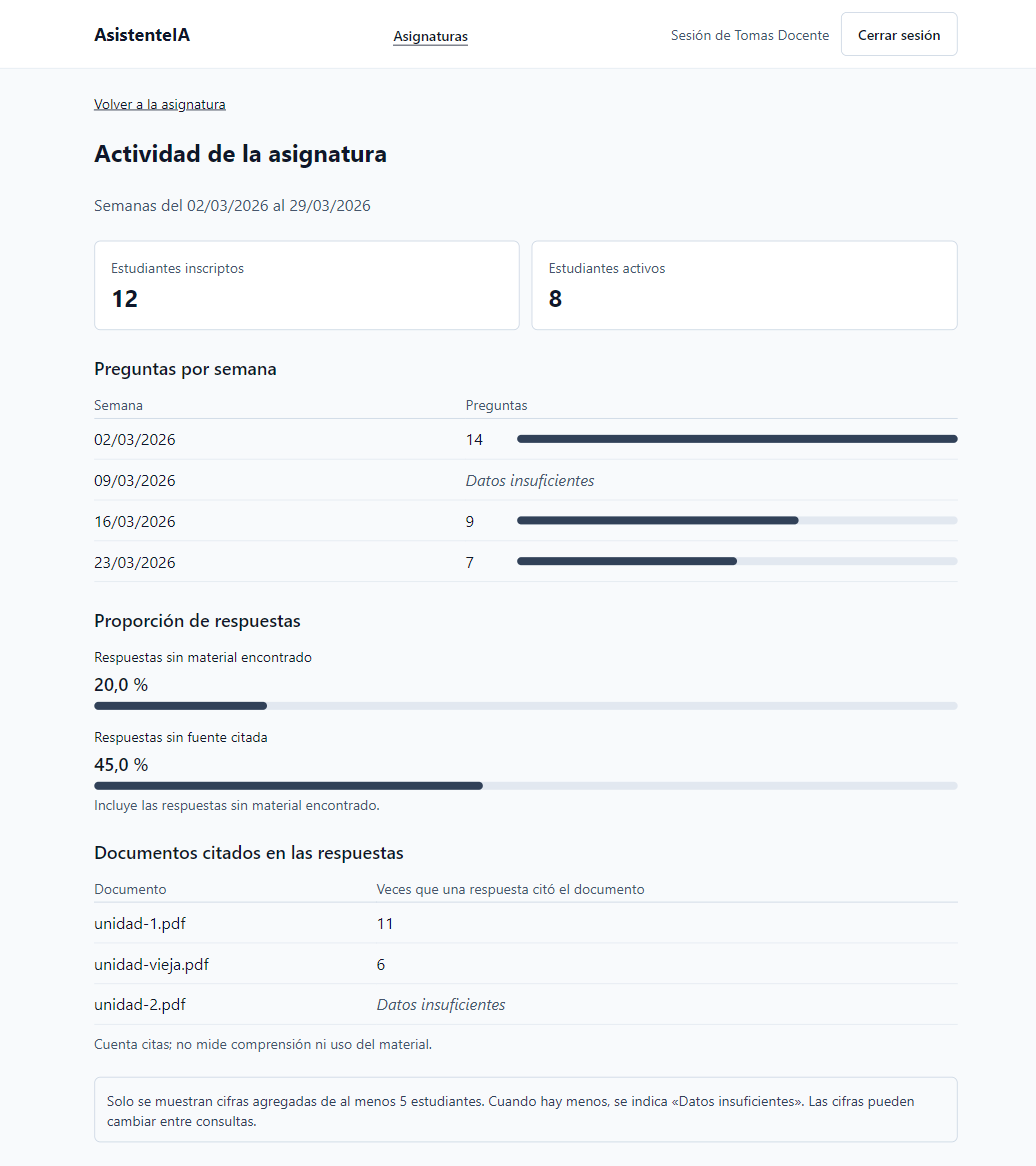 AsistenteIA
Asignaturas
Sesión de Tomas Docente
Cerrar sesión
Volver a la asignatura
Actividad de la asignatura
Semanas del 02/03/2026 al 29/03/2026
Estudiantes inscriptos
12
Estudiantes activos
8
Preguntas por semana
Semana Preguntas
02/03/2026 14
09/03/2026 Datos insuficientes
16/03/2026 9
23/03/2026 7
Proporción de respuestas
Respuestas sin material encontrado
20,0 %
Respuestas sin fuente citada
45,0 %
Incluye las respuestas sin material encontrado.
Documentos citados en las respuestas
Documento Veces que una respuesta citó el documento
unidad-1.pdf 11
unidad-vieja.pdf 6
unidad-2.pdf Datos insuficientes
Cuenta citas; no mide comprensión ni uso del material.
Solo se muestran cifras agregadas de al menos 5 estudiantes. Cuando hay menos, se indica «Datos insuficientes». Las cifras pueden
cambiar entre consultas.